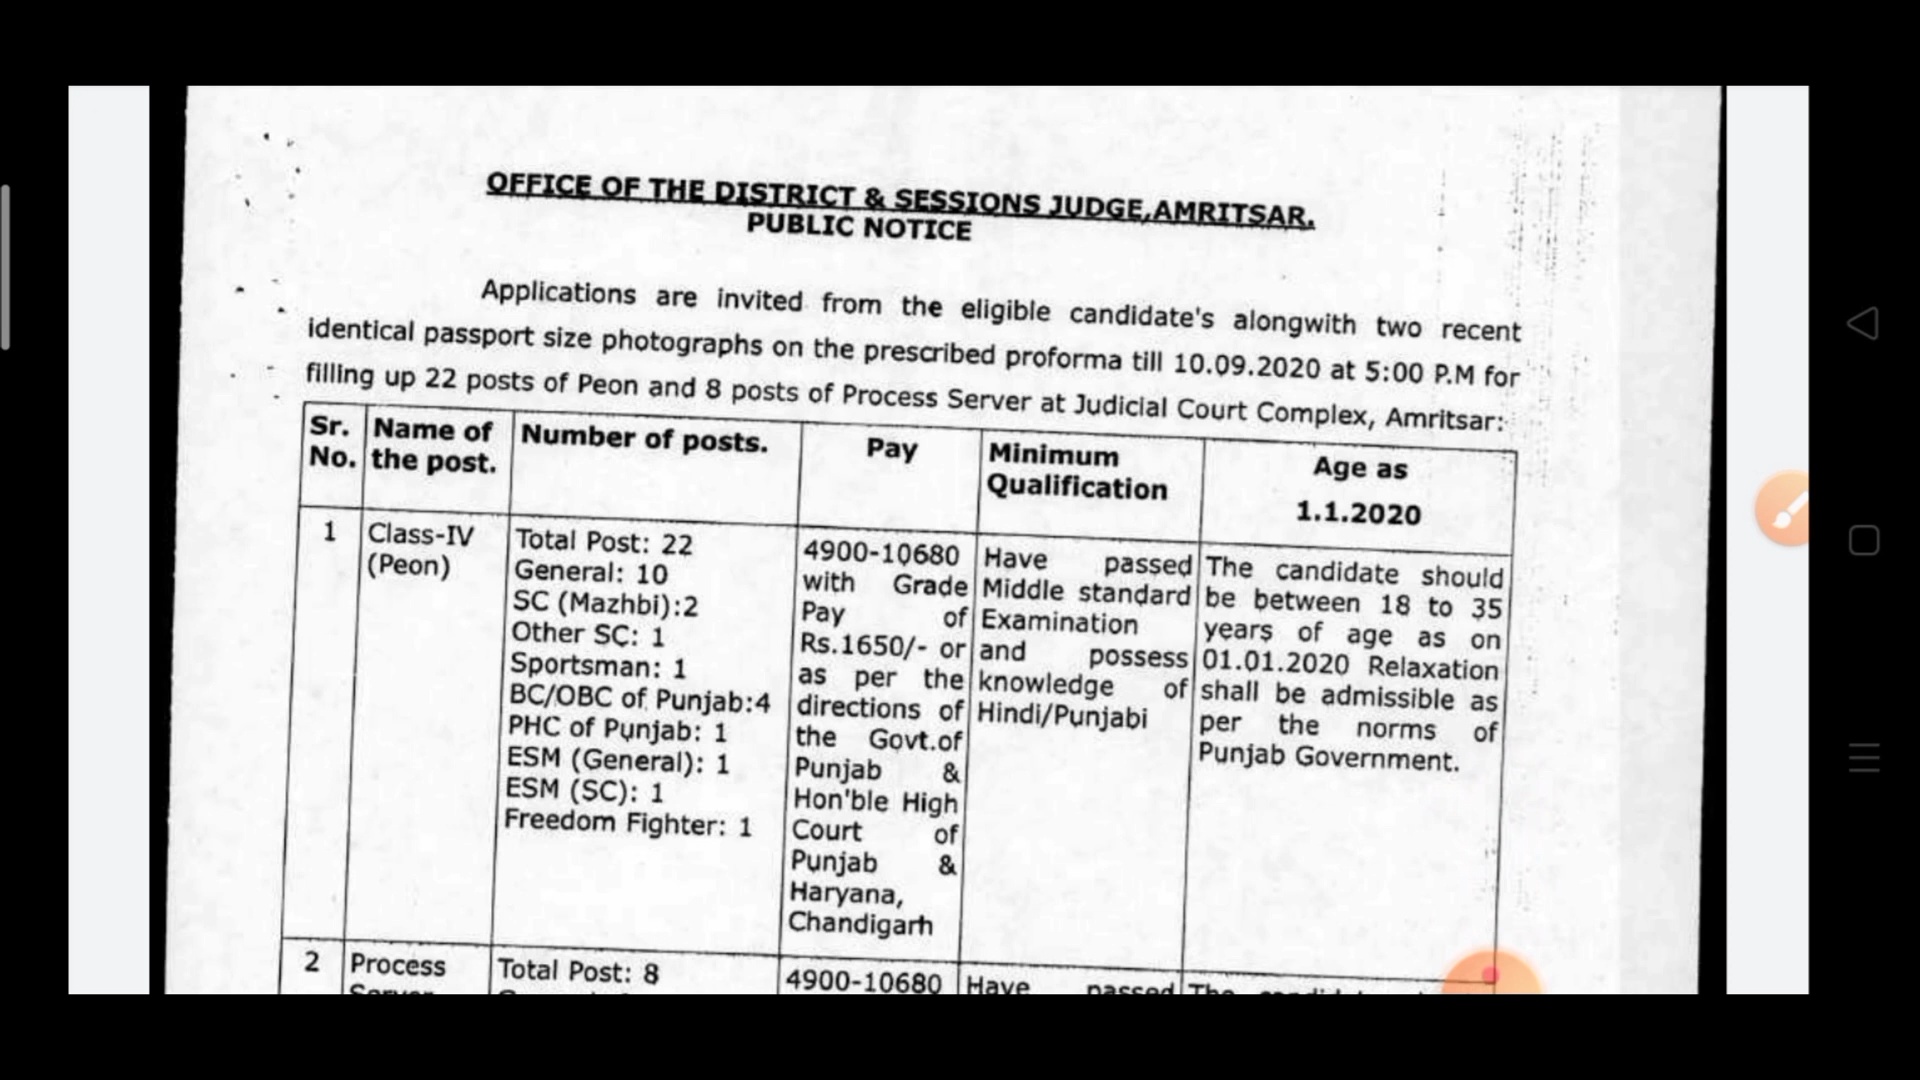 OFFICE OF THE DISTRICT & SESSIONS JUDGE,AMRITSAR.
PUBLIC NOTICE
Applications are invited from the eligible candidate's alongwith two recent
identical passport size photographs on the prescribed proforma till 10.09.2020 at 5:00 P.M for
filling up 22 posts of Peon and 8 posts of Process Server at Judicial Court Complex, Amritsar:
Sr.
No.
Name of
the post.
Number of posts.
Pay
Minimum
Qualification
Age as
1.1.2020
1
Class-IV
(Peon)
Total Post: 22
General: 10
SC (Mazhbi):2
Other SC: 1
Sportsman: 1
BC/OBC of Punjab:4
PHC of Punjab: 1
ESM (General): 1
ESM (SC): 1
Freedom Fighter: 1
4900-10680
with Grade
Pay of
Rs.1650/- or
as per the
directions of
the Govt.of
Punjab &
Hon'ble High
Court of
Punjab &
Haryana,
Chandigarh
Have passed
Middle standard
Examination
and possess
knowledge of
Hindi/Punjabi
The candidate should
be between 18 to 35
years of age as on
01.01.2020 Relaxation
shall be admissible as
per the norms of
Punjab Government.
2
Process
Server
Total Post: 8
4900-10680
Have passed
The